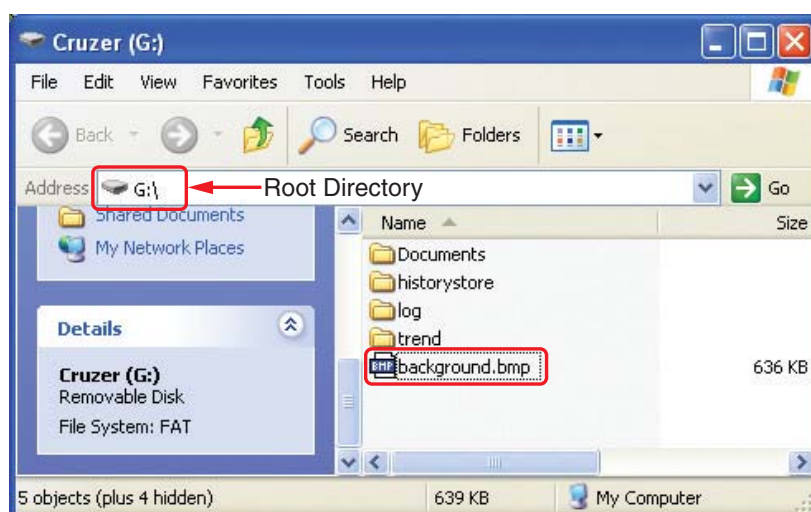 Cruzer (G:)
File Edit View Favorites Tools Help
Back Search Folders
Address G:\ Root Directory Go
Shared Documents
My Network Places
Details
Cruzer (G:)
Removable Disk
File System: FAT
Name Size
Documents
historystore
log
trend
BMP background.bmp 636 KB
5 objects (plus 4 hidden) 639 KB My Computer